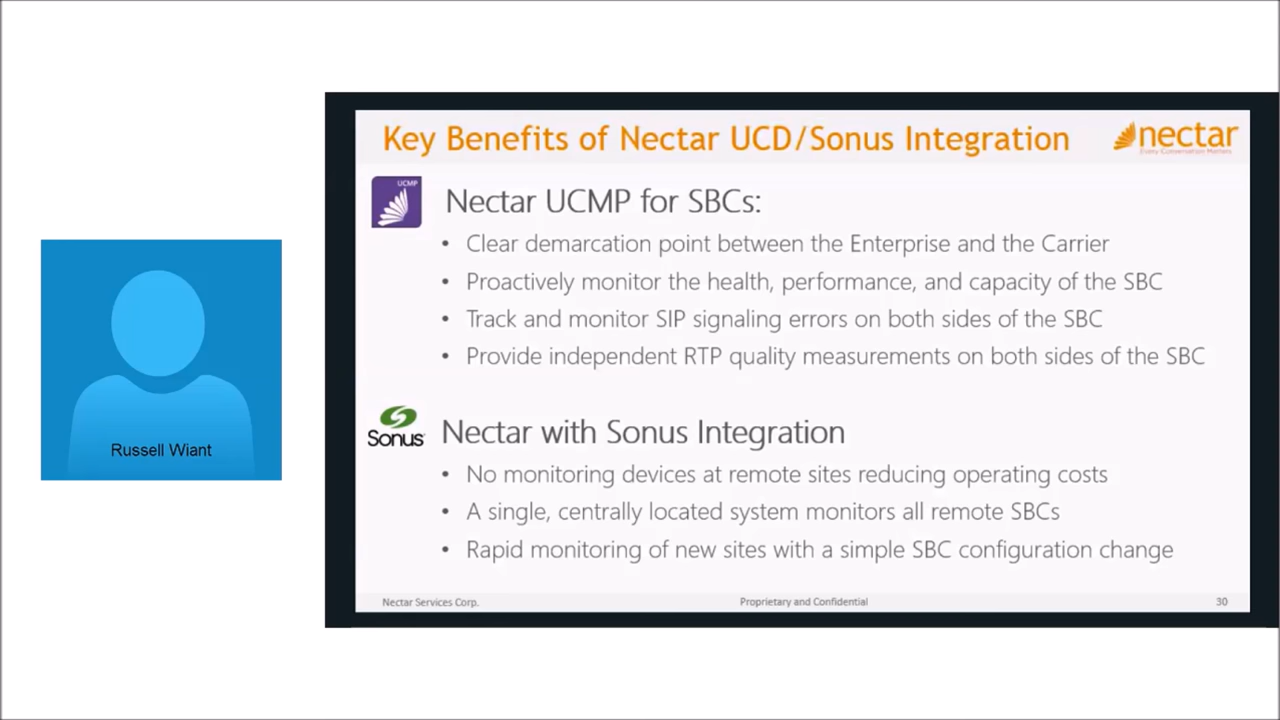 Key Benefits of Nectar UCD/Sonus Integration
nectar
Every Conversation Matters
UCMP
Nectar UCMP for SBCs:
• Clear demarcation point between the Enterprise and the Carrier
• Proactively monitor the health, performance, and capacity of the SBC
• Track and monitor SIP signaling errors on both sides of the SBC
• Provide independent RTP quality measurements on both sides of the SBC
Sonus
Nectar with Sonus Integration
• No monitoring devices at remote sites reducing operating costs
• A single, centrally located system monitors all remote SBCs
• Rapid monitoring of new sites with a simple SBC configuration change
Nectar Services Corp.
Proprietary and Confidential
30
Russell Wiant